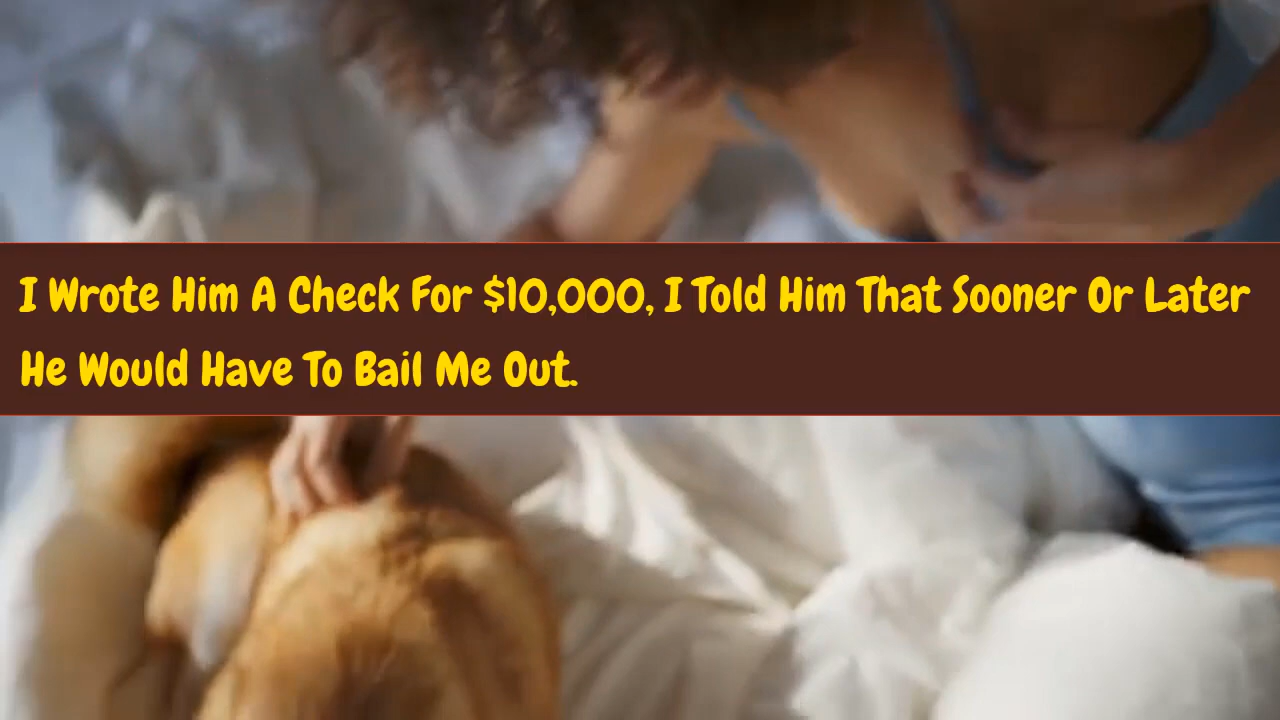 I Wrote Him A Check For $10,000, I Told Him That Sooner Or Later
He Would Have To Bail Me Out.